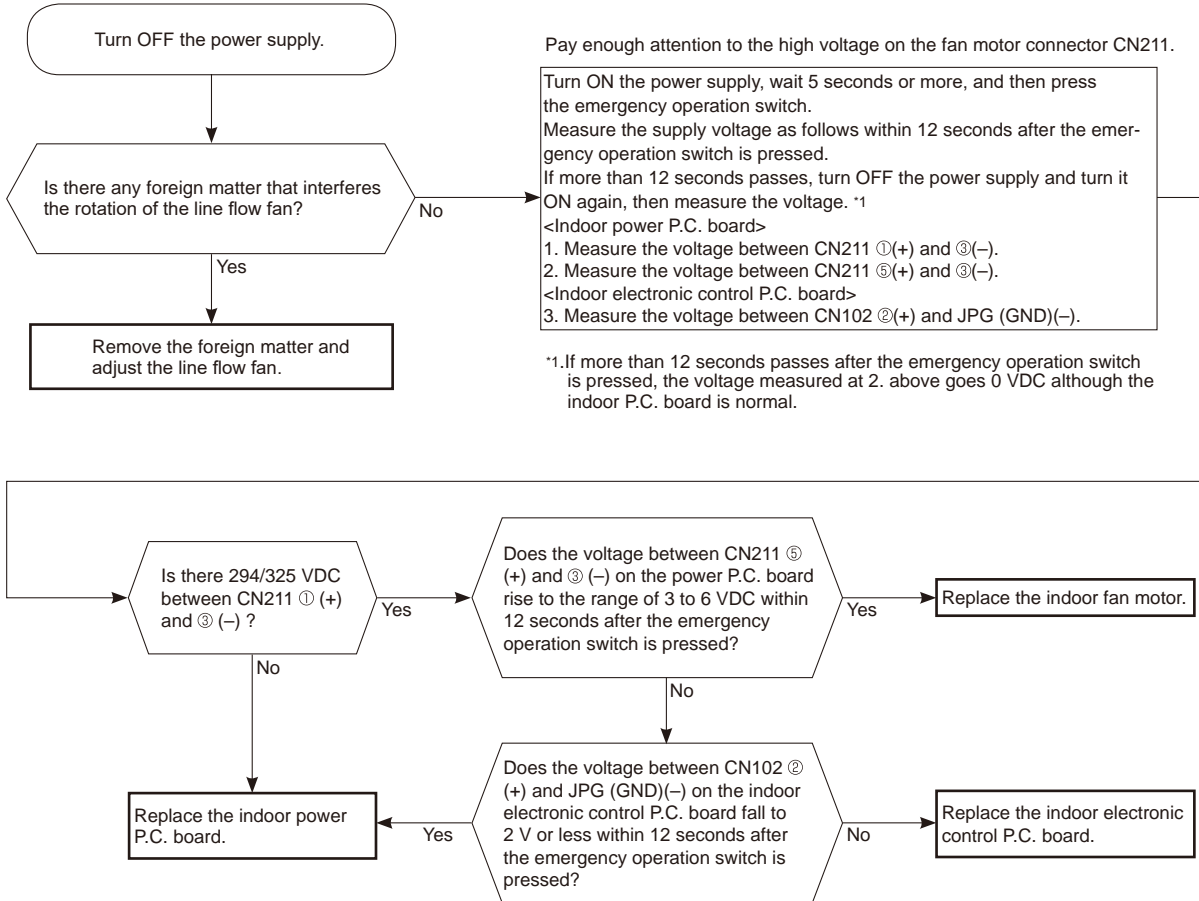 Turn OFF the power supply.
Is there any foreign matter that interferes
the rotation of the line flow fan?
No
Yes
Remove the foreign matter and
adjust the line flow fan.
Pay enough attention to the high voltage on the fan motor connector CN211.
Turn ON the power supply, wait 5 seconds or more, and then press
the emergency operation switch.
Measure the supply voltage as follows within 12 seconds after the emer-
gency operation switch is pressed.
If more than 12 seconds passes, turn OFF the power supply and turn it
ON again, then measure the voltage. *1
<Indoor power P.C. board>
1. Measure the voltage between CN211 ①(+) and ③(–).
2. Measure the voltage between CN211 ⑤(+) and ③(–).
<Indoor electronic control P.C. board>
3. Measure the voltage between CN102 ②(+) and JPG (GND)(–).
*1.If more than 12 seconds passes after the emergency operation switch
is pressed, the voltage measured at 2. above goes 0 VDC although the
indoor P.C. board is normal.
Is there 294/325 VDC
between CN211 ① (+)
and ③ (–) ?
Yes
No
Does the voltage between CN211 ⑤
(+) and ③ (–) on the power P.C. board
rise to the range of 3 to 6 VDC within
12 seconds after the emergency
operation switch is pressed?
Yes
Replace the indoor fan motor.
No
Does the voltage between CN102 ②
(+) and JPG (GND)(–) on the indoor
electronic control P.C. board fall to
2 V or less within 12 seconds after
the emergency operation switch is
pressed?
Yes
Replace the indoor power
P.C. board.
No
Replace the indoor electronic
control P.C. board.